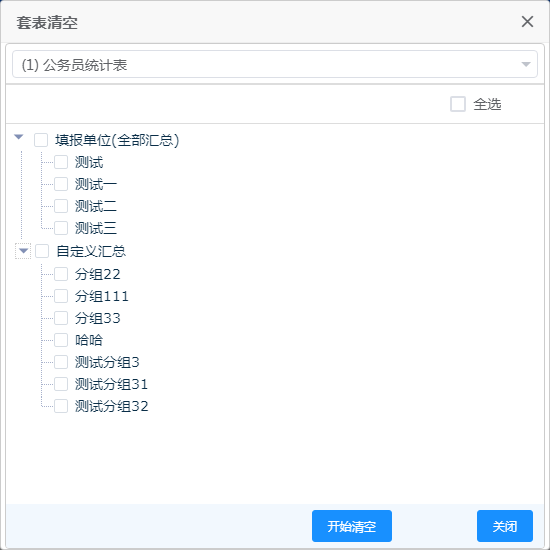 套表清空
(1) 公务员统计表
全选
填报单位(全部汇总)
测试
测试一
测试二
测试三
自定义汇总
分组22
分组111
分组33
哈哈
测试分组3
测试分组31
测试分组32
开始清空 关闭